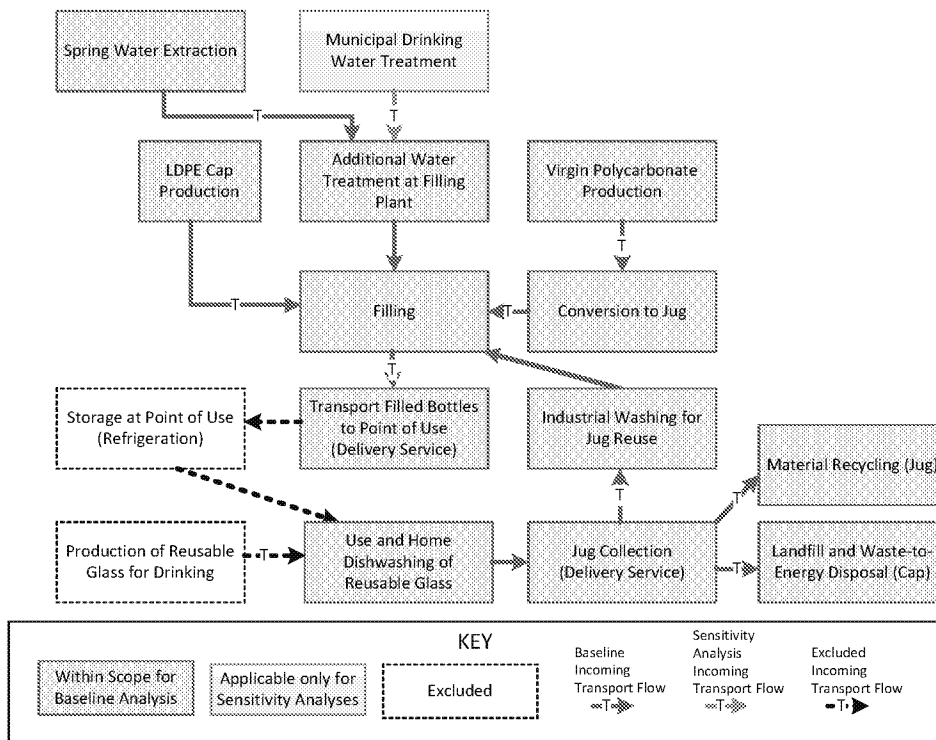 Spring Water Extraction
Municipal Drinking
Water Treatment
T
T
LDPE Cap
Production
Additional Water
Treatment at Filling
Plant
Virgin Polycarbonate
Production
T
T
Filling
T
Conversion to Jug
T
Storage at Point of Use
(Refrigeration)
Transport Filled Bottles
to Point of Use
(Delivery Service)
Industrial Washing for
Jug Reuse
Material Recycling (Jug)
T
T
Production of Reusable
Glass for Drinking
T
Use and Home
Dishwashing of
Reusable Glass
Jug Collection
(Delivery Service)
T
Landfill and Waste-to-
Energy Disposal (Cap)
KEY
Within Scope for
Baseline Analysis
Applicable only for
Sensitivity Analyses
Excluded
Baseline
Incoming
Transport Flow
T
Sensitivity
Analysis
Incoming
Transport Flow
T
Excluded
Incoming
Transport Flow
T